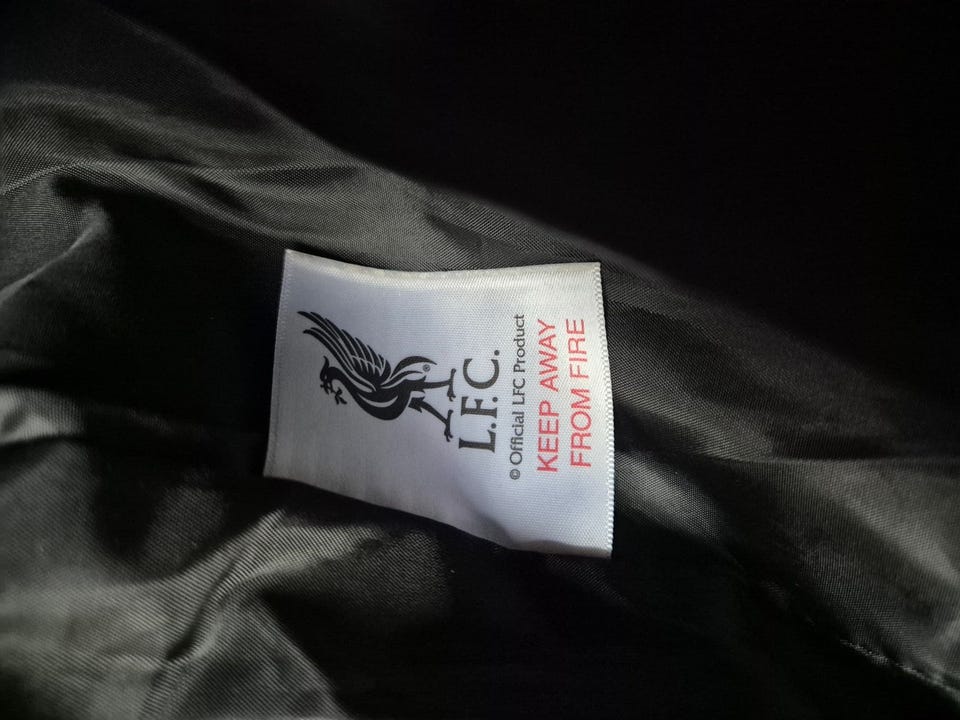 L.F.C.
© Official LFC Product
KEEP AWAY
FROM FIRE